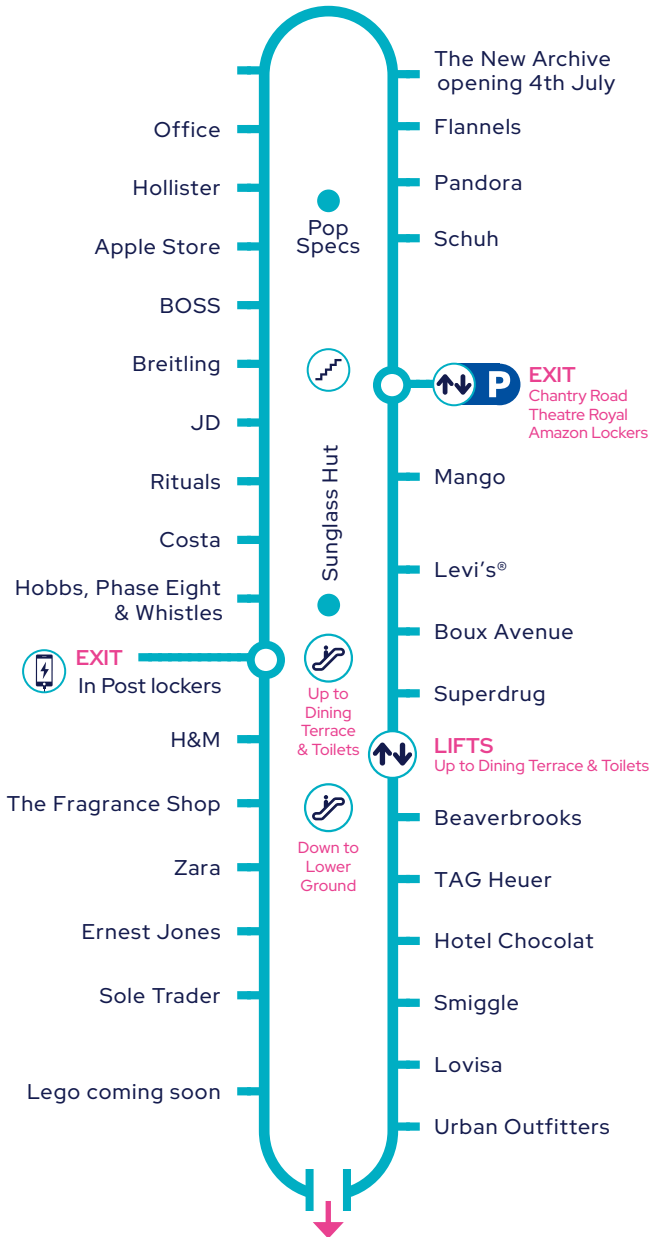 The New Archive
opening 4th July
Office
Flannels
Hollister
Pandora
Pop
Specs
Apple Store
Schuh
BOSS
Breitling
P
EXIT
Chantry Road
Theatre Royal
Amazon Lockers
JD
Rituals
Mango
Sunglass Hut
Costa
Levi's®
Hobbs, Phase Eight
& Whistles
Boux Avenue
EXIT
In Post lockers
Up to
Dining
Terrace
& Toilets
Superdrug
H&M
LIFTS
Up to Dining Terrace & Toilets
The Fragrance Shop
Beaverbrooks
Down to
Lower
Ground
Zara
TAG Heuer
Ernest Jones
Hotel Chocolat
Sole Trader
Smiggle
Lovisa
Lego coming soon
Urban Outfitters